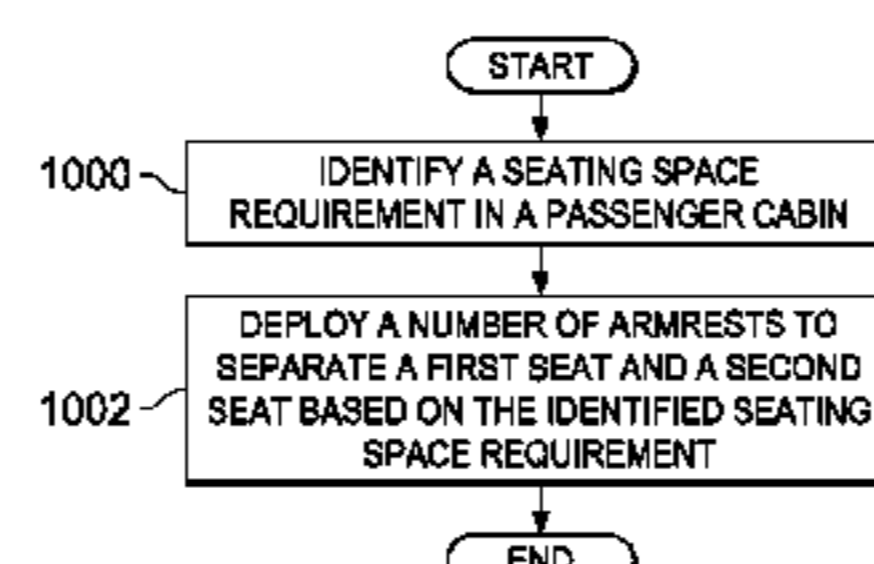 START
1000
IDENTIFY A SEATING SPACE
REQUIREMENT IN A PASSENGER CABIN
1002
DEPLOY A NUMBER OF ARMRESTS TO
SEPARATE A FIRST SEAT AND A SECOND
SEAT BASED ON THE IDENTIFIED SEATING
SPACE REQUIREMENT
END